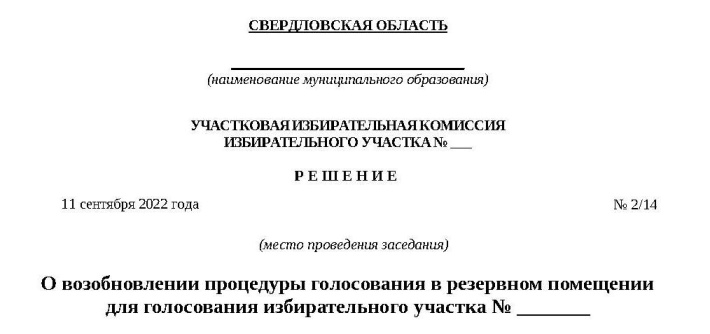 СВЕРДЛОВСКАЯ ОБЛАСТЬ
________________________________
(наименование муниципального образования)
УЧАСТКОВАЯ ИЗБИРАТЕЛЬНАЯ КОМИССИЯ
ИЗБИРАТЕЛЬНОГО УЧАСТКА № ___
Р Е Ш Е Н И Е
11 сентября 2022 года № 2/14
(место проведения заседания)
О возобновлении процедуры голосования в резервном помещении
для голосования избирательного участка № _______